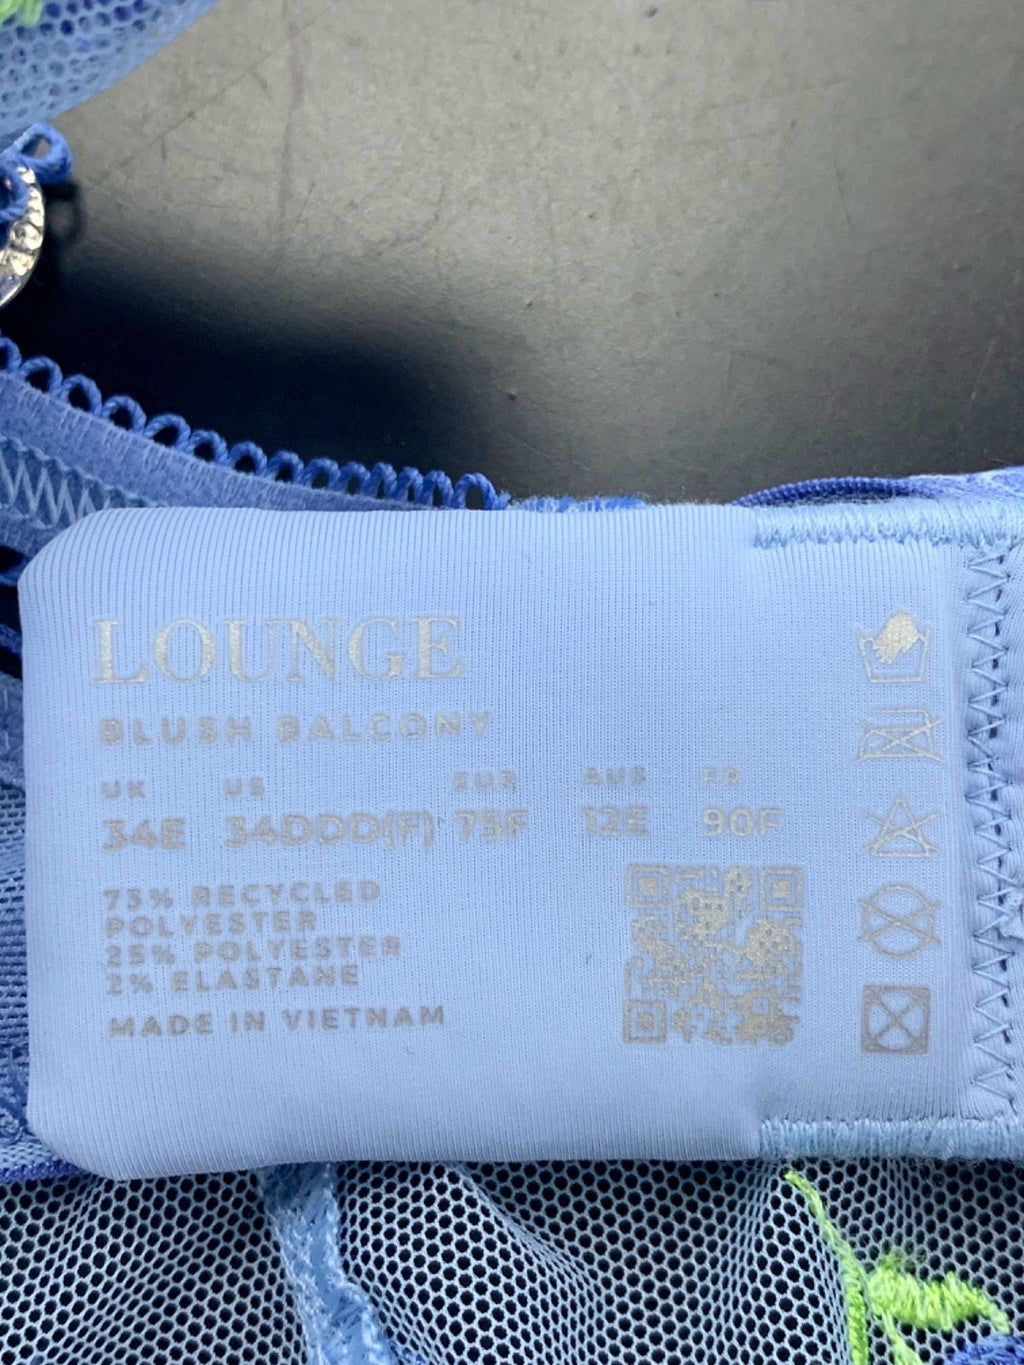 LOUNGE
BLUSH BALCONY
UK US EUR AUS FR
34E 34DDD(F) 75F 12E 90F
73% RECYCLED
POLYESTER
25% POLYESTER
2% ELASTANE
MADE IN VIETNAM